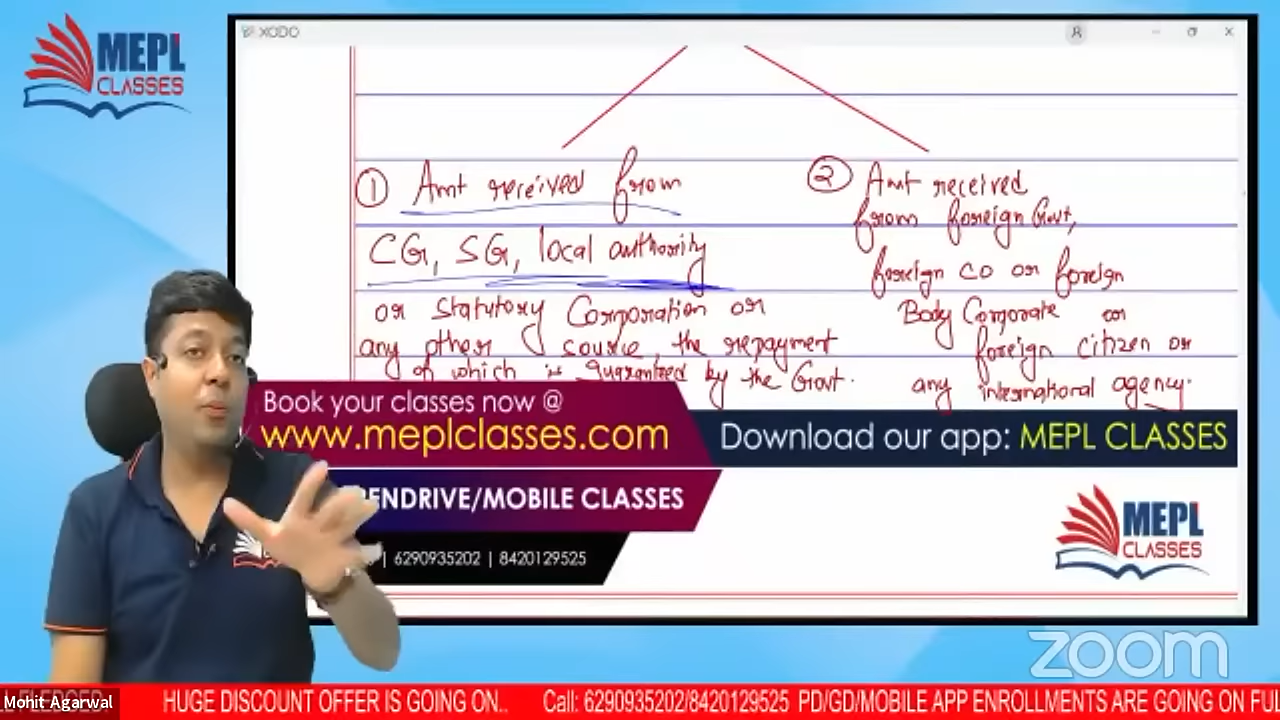 MEPL
CLASSES
XODO
① Amt received from
CG, SG, local authority
or statutory Corporation or
any other source, the repayment
of which is guaranteed by the Govt.
② Amt received
from foreign Govt,
foreign co or foreign
Body Corporate or
foreign citizen or
any international agency.
Book your classes now @
www.meplclasses.com
Download our app: MEPL CLASSES
PENDRIVE/MOBILE CLASSES
| 6290935202 | 8420129525
MEPL
CLASSES
zoom
Mohit Agarwal
HUGE DISCOUNT OFFER IS GOING ON.. Call: 6290935202/8420129525 PD/GD/MOBILE APP ENROLLMENTS ARE GOING ON